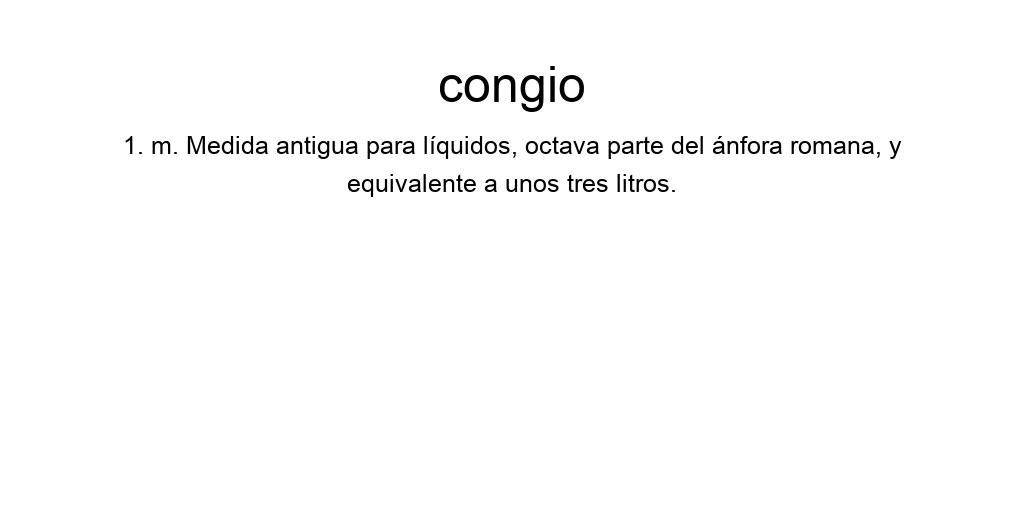 congio
1. m. Medida antigua para líquidos, octava parte del ánfora romana, y
equivalente a unos tres litros.